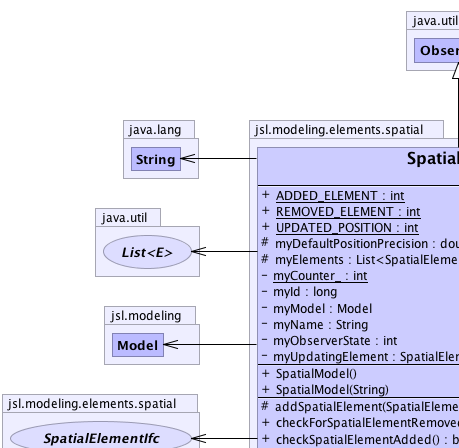 java.util
Obser
java.lang
String
jsl.modeling.elements.spatial
Spatial
+ ADDED_ELEMENT : int
+ REMOVED_ELEMENT : int
+ UPDATED_POSITION : int
# myDefaultPositionPrecision : dou
# myElements : List<SpatialElemen
- myCounter_ : int
- myId : long
- myModel : Model
- myName : String
- myObserverState : int
- myUpdatingElement : SpatialElem
+ SpatialModel()
+ SpatialModel(String)
# addSpatialElement(SpatialEleme
+ checkForSpatialElementRemove
+ checkSpatialElementAdded() : b
java.util
List<E>
jsl.modeling
Model
jsl.modeling.elements.spatial
SpatialElementIfc